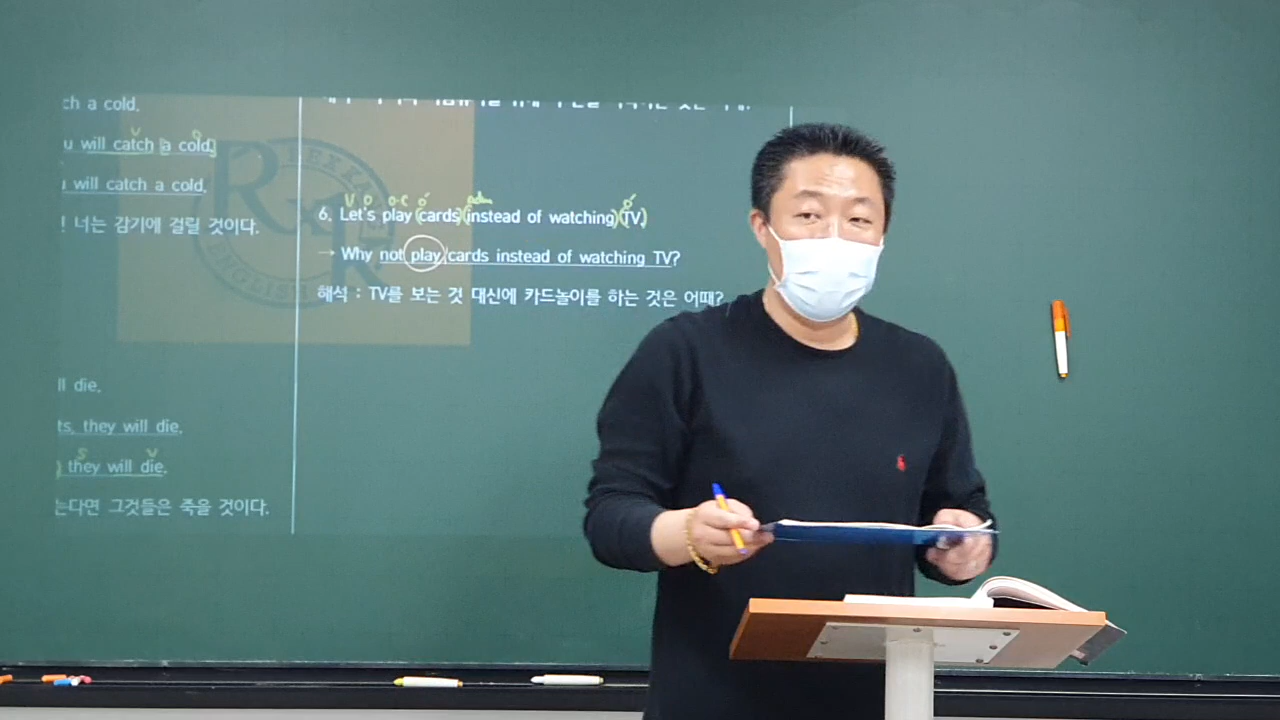 ch a cold.
u will catch a cold.
v o
u will catch a cold.
너는 감기에 걸릴 것이다.
ll die.
ts, they will die.
they will die.
s v
는다면 그것들은 죽을 것이다.
V O O·C o adv o
6. Let's play (cards)(instead of watching)(TV)
→ Why not play cards instead of watching TV?
해석 : TV를 보는 것 대신에 카드놀이를 하는 것은 어때?
R K
ENGLISH